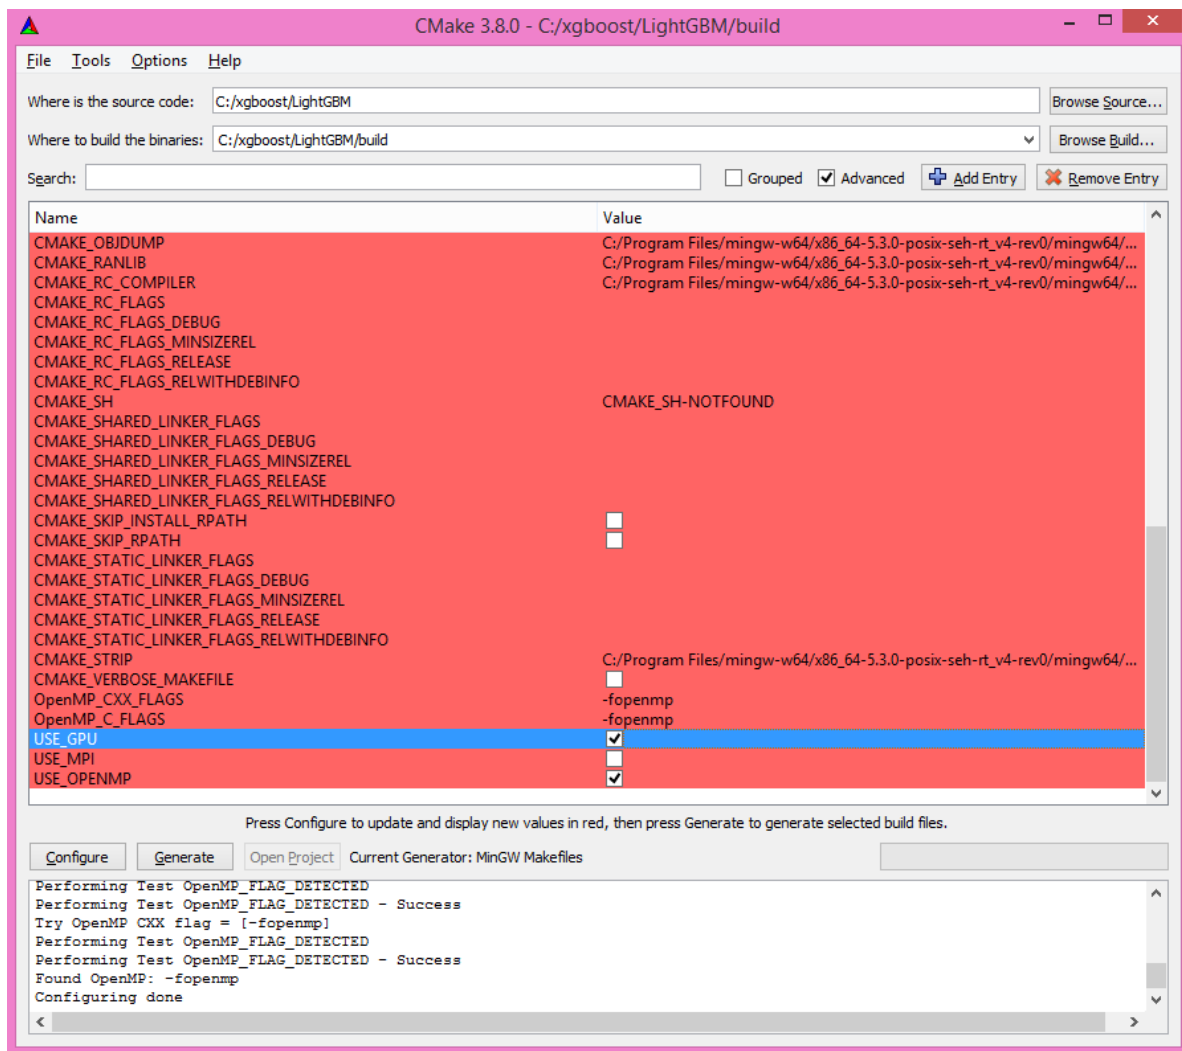 CMake 3.8.0 - C:/xgboost/LightGBM/build
File Tools Options Help
Where is the source code: C:/xgboost/LightGBM Browse Source...
Where to build the binaries: C:/xgboost/LightGBM/build Browse Build...
Search: Grouped Advanced Add Entry Remove Entry
Name Value
CMAKE_OBJDUMP C:/Program Files/mingw-w64/x86_64-5.3.0-posix-seh-rt_v4-rev0/mingw64/...
CMAKE_RANLIB C:/Program Files/mingw-w64/x86_64-5.3.0-posix-seh-rt_v4-rev0/mingw64/...
CMAKE_RC_COMPILER C:/Program Files/mingw-w64/x86_64-5.3.0-posix-seh-rt_v4-rev0/mingw64/...
CMAKE_RC_FLAGS
CMAKE_RC_FLAGS_DEBUG
CMAKE_RC_FLAGS_MINSIZEREL
CMAKE_RC_FLAGS_RELEASE
CMAKE_RC_FLAGS_RELWITHDEBINFO
CMAKE_SH CMAKE_SH-NOTFOUND
CMAKE_SHARED_LINKER_FLAGS
CMAKE_SHARED_LINKER_FLAGS_DEBUG
CMAKE_SHARED_LINKER_FLAGS_MINSIZEREL
CMAKE_SHARED_LINKER_FLAGS_RELEASE
CMAKE_SHARED_LINKER_FLAGS_RELWITHDEBINFO
CMAKE_SKIP_INSTALL_RPATH
CMAKE_SKIP_RPATH
CMAKE_STATIC_LINKER_FLAGS
CMAKE_STATIC_LINKER_FLAGS_DEBUG
CMAKE_STATIC_LINKER_FLAGS_MINSIZEREL
CMAKE_STATIC_LINKER_FLAGS_RELEASE
CMAKE_STATIC_LINKER_FLAGS_RELWITHDEBINFO
CMAKE_STRIP C:/Program Files/mingw-w64/x86_64-5.3.0-posix-seh-rt_v4-rev0/mingw64/...
CMAKE_VERBOSE_MAKEFILE
OpenMP_CXX_FLAGS -fopenmp
OpenMP_C_FLAGS -fopenmp
USE_GPU
USE_MPI
USE_OPENMP
Press Configure to update and display new values in red, then press Generate to generate selected build files.
Configure Generate Open Project Current Generator: MinGW Makefiles
Performing Test OpenMP_FLAG_DETECTED
Performing Test OpenMP_FLAG_DETECTED - Success
Try OpenMP CXX flag = [-fopenmp]
Performing Test OpenMP_FLAG_DETECTED
Performing Test OpenMP_FLAG_DETECTED - Success
Found OpenMP: -fopenmp
Configuring done